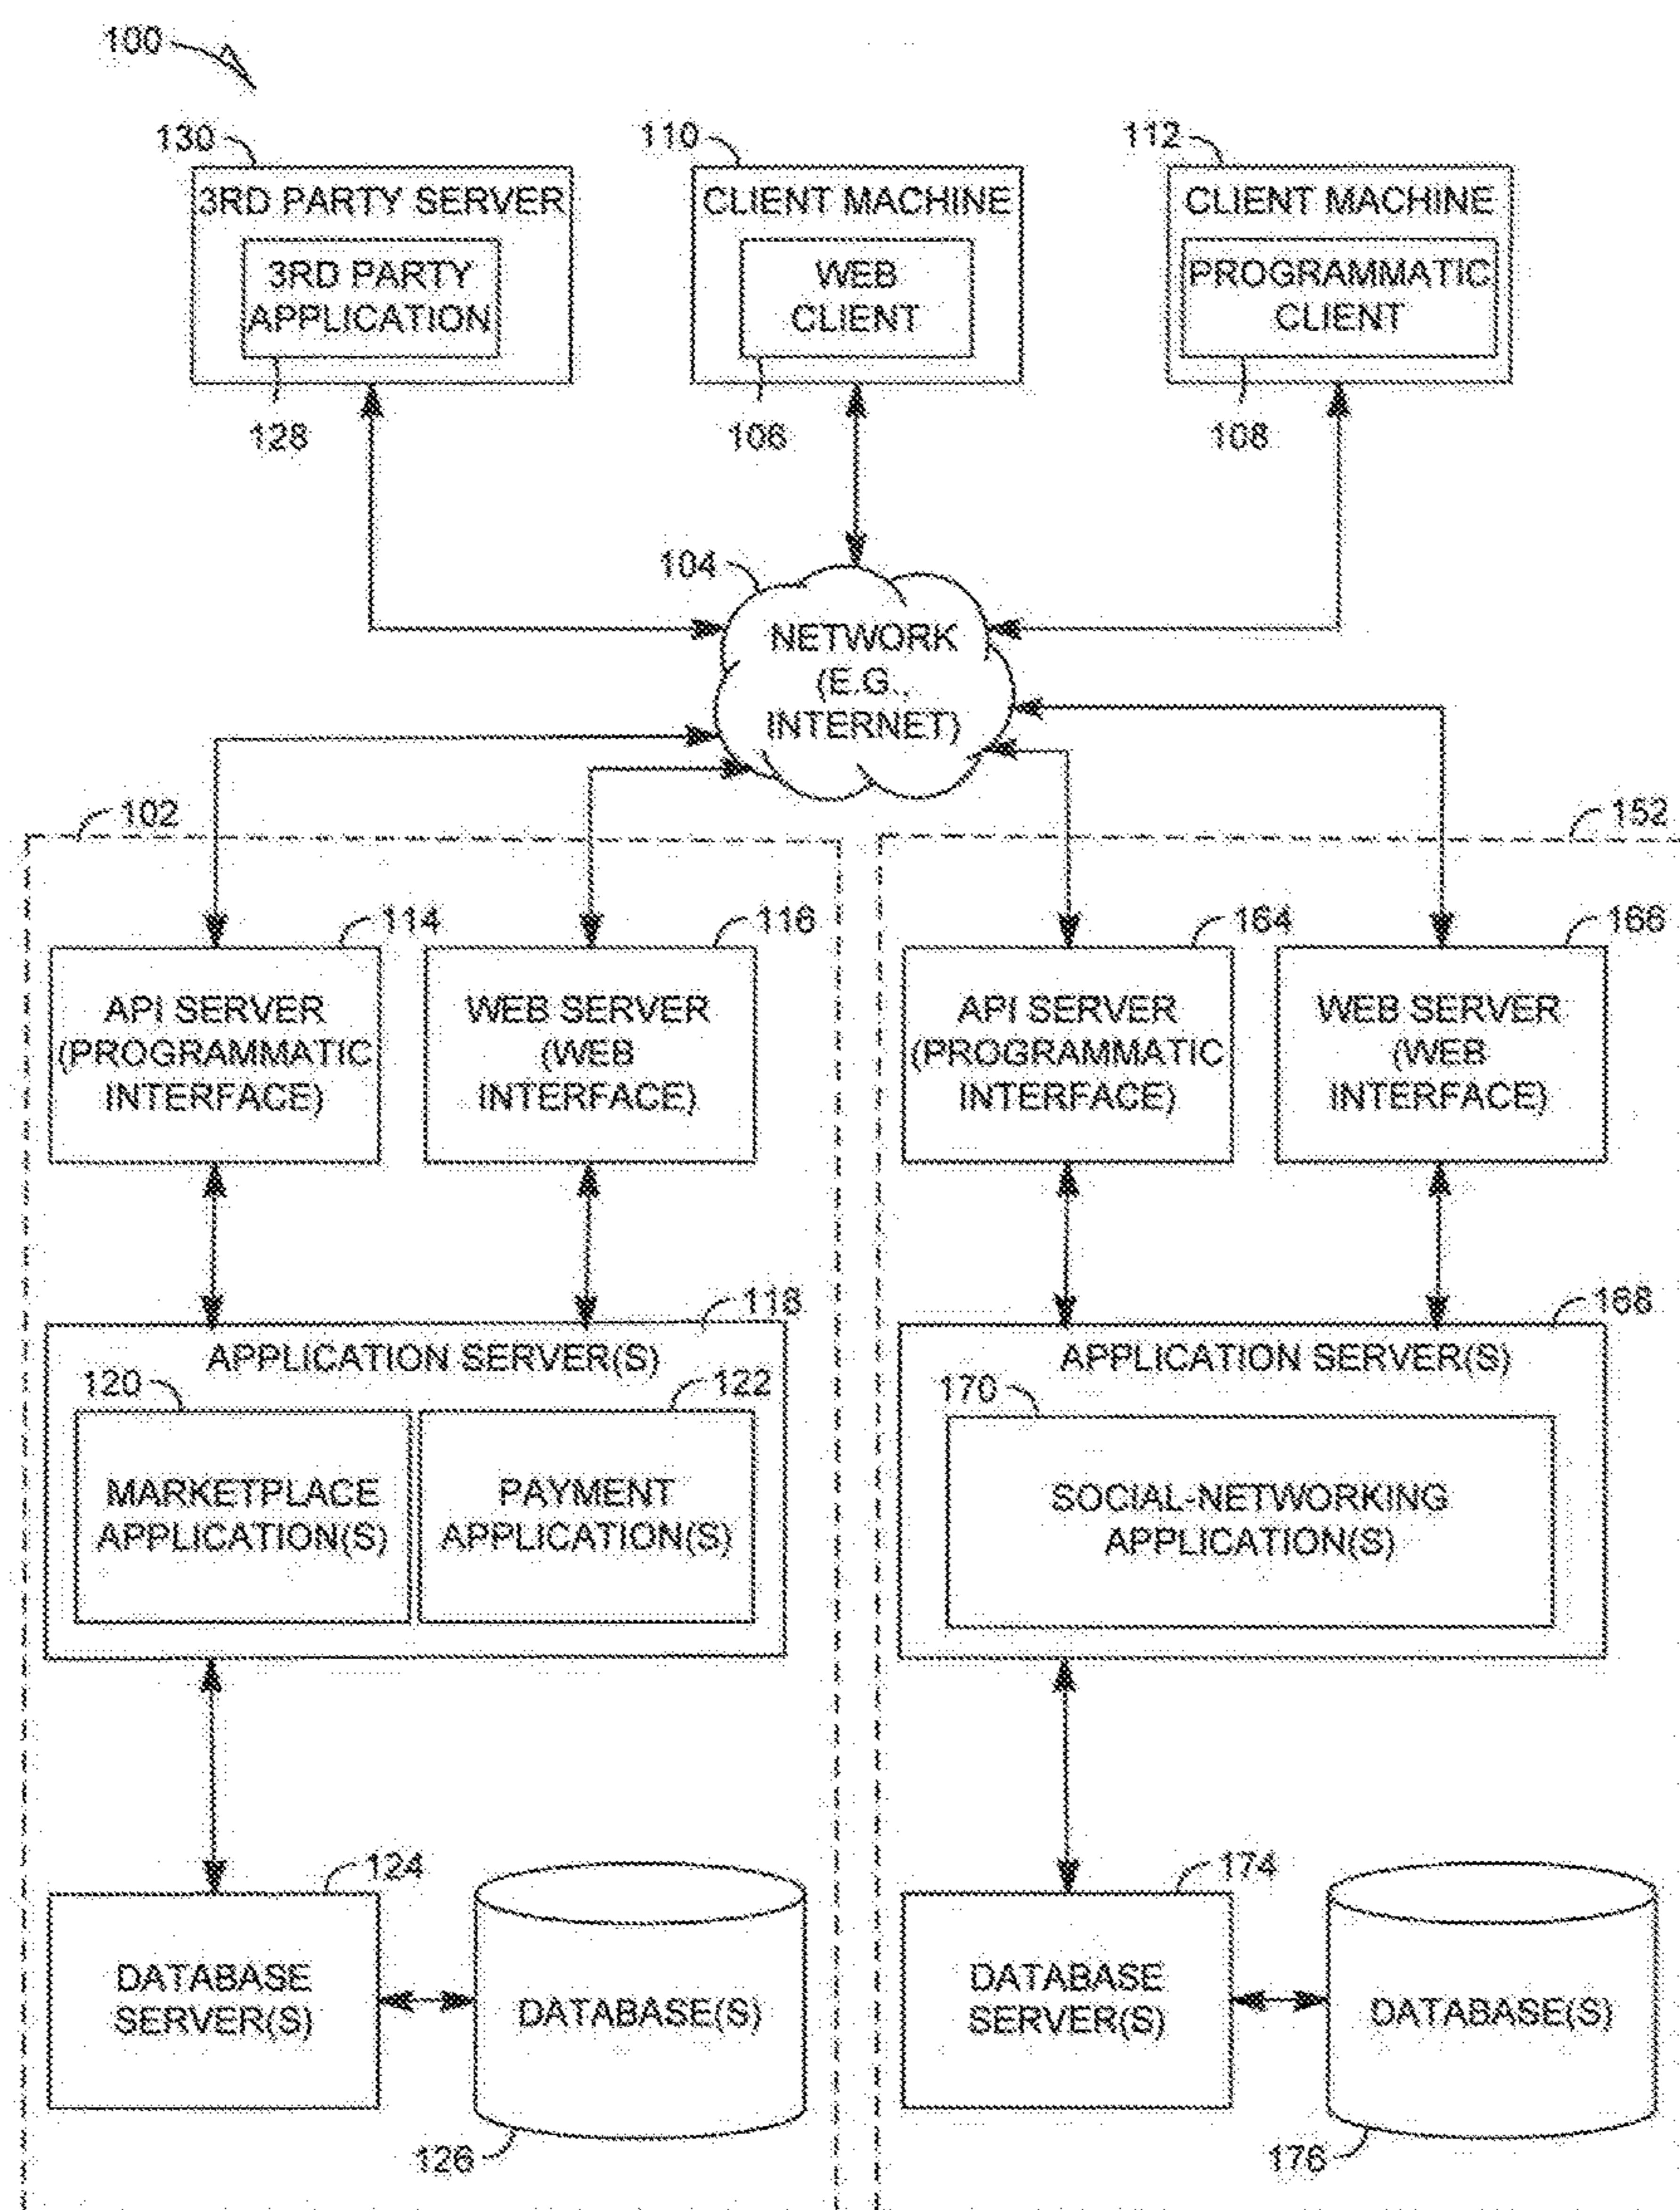 100
130
110
112
3RD PARTY SERVER
CLIENT MACHINE
CLIENT MACHINE
3RD PARTY
APPLICATION
WEB
CLIENT
PROGRAMMATIC
CLIENT
128
106
108
104
NETWORK
(E.G.,
INTERNET)
102
152
114
116
164
166
API SERVER
(PROGRAMMATIC
INTERFACE)
WEB SERVER
(WEB
INTERFACE)
API SERVER
(PROGRAMMATIC
INTERFACE)
WEB SERVER
(WEB
INTERFACE)
118
168
APPLICATION SERVER(S)
120
122
MARKETPLACE
APPLICATION(S)
PAYMENT
APPLICATION(S)
APPLICATION SERVER(S)
170
SOCIAL-NETWORKING
APPLICATION(S)
124
DATABASE
SERVER(S)
DATABASE(S)
126
174
DATABASE
SERVER(S)
DATABASE(S)
176